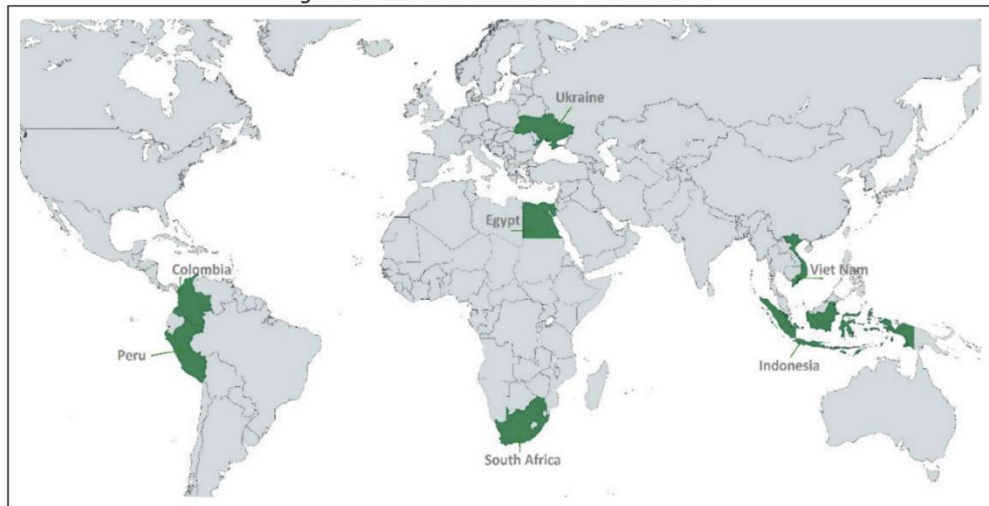 Ukraine
Egypt
Colombia
Viet Nam
Peru
Indonesia
South Africa